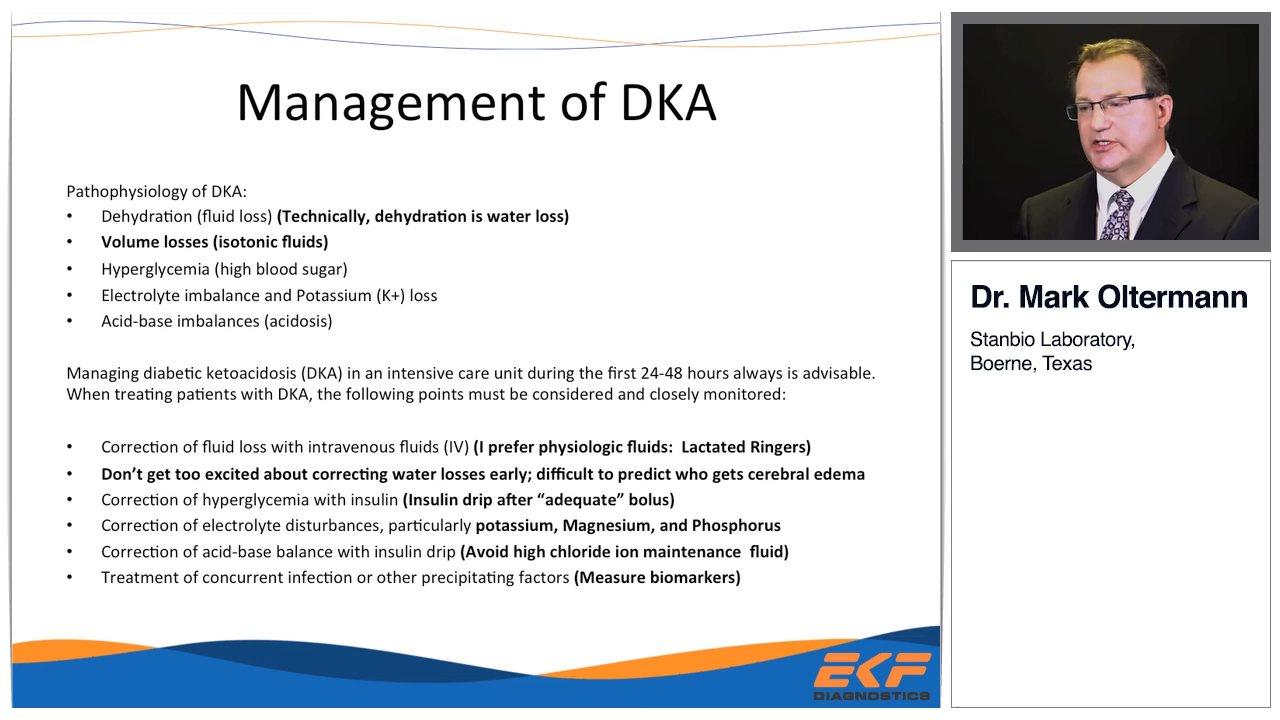 Management of DKA
Pathophysiology of DKA:
• Dehydration (fluid loss) (Technically, dehydration is water loss)
• Volume losses (isotonic fluids)
• Hyperglycemia (high blood sugar)
• Electrolyte imbalance and Potassium (K+) loss
• Acid-base imbalances (acidosis)
Managing diabetic ketoacidosis (DKA) in an intensive care unit during the first 24-48 hours always is advisable.
When treating patients with DKA, the following points must be considered and closely monitored:
• Correction of fluid loss with intravenous fluids (IV) (I prefer physiologic fluids: Lactated Ringers)
• Don’t get too excited about correcting water losses early; difficult to predict who gets cerebral edema
• Correction of hyperglycemia with insulin (Insulin drip after “adequate” bolus)
• Correction of electrolyte disturbances, particularly potassium, Magnesium, and Phosphorus
• Correction of acid-base balance with insulin drip (Avoid high chloride ion maintenance fluid)
• Treatment of concurrent infection or other precipitating factors (Measure biomarkers)
EKF
DIAGNOSTICS
Dr. Mark Oltermann
Stanbio Laboratory,
Boerne, Texas